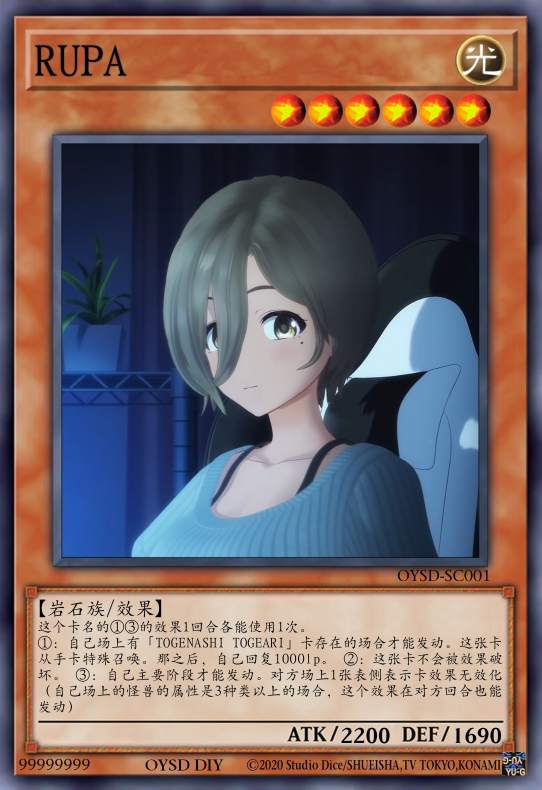 RUPA
光
OYSD-SC001
【岩石族/效果】
这个卡名的①③的效果1回合各能使用1次。
①：自己场上有「TOGENASHI TOGEARI」卡存在的场合才能发动。这张卡
从手卡特殊召唤。那之后，自己回复1000lp。 ②：这张卡不会被效果破
坏。 ③：自己主要阶段才能发动。对方场上1张表侧表示卡效果无效化
（自己场上的怪兽的属性是3种类以上的场合，这个效果在对方回合也能
发动）
ATK/2200 DEF/1690
99999999 OYSD DIY ©2020 Studio Dice/SHUEISHA,TV TOKYO,KONAMI